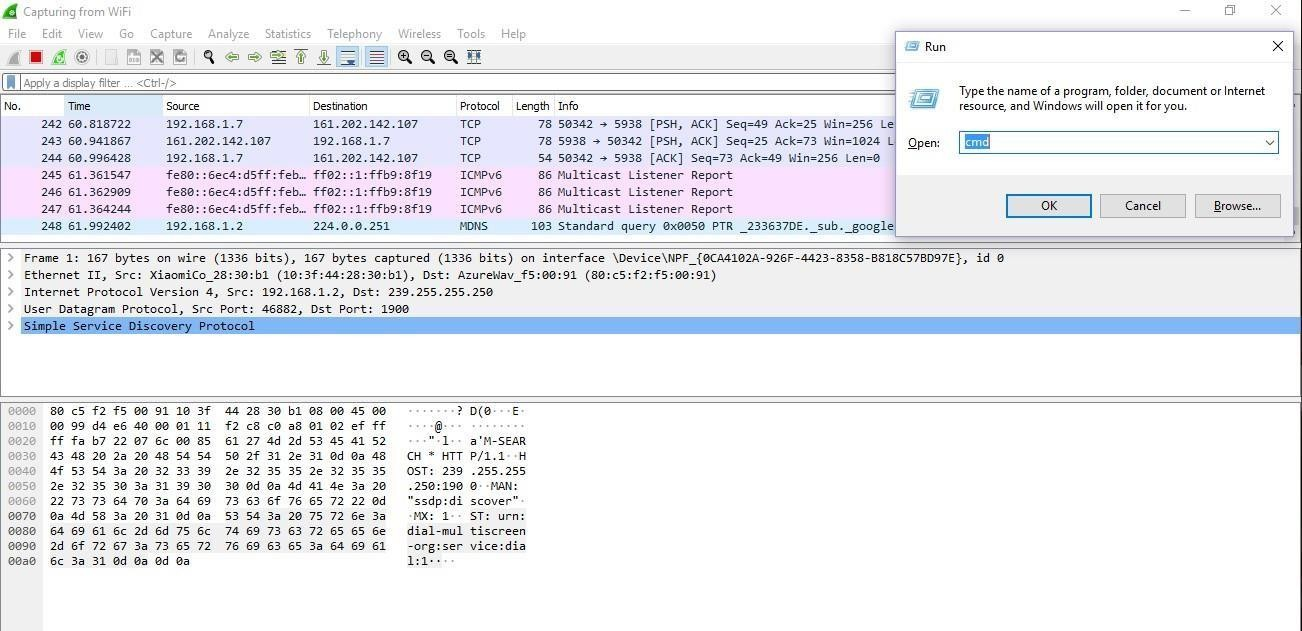 Capturing from WiFi
File Edit View Go Capture Analyze Statistics Telephony Wireless Tools Help
Apply a display filter ... <Ctrl-/>
No. Time Source Destination Protocol Length Info
242 60.818722 192.168.1.7 161.202.142.107 TCP 78 50342 → 5938 [PSH, ACK] Seq=49 Ack=25 Win=256 Le
243 60.941867 161.202.142.107 192.168.1.7 TCP 78 5938 → 50342 [PSH, ACK] Seq=25 Ack=73 Win=1024 L
244 60.996428 192.168.1.7 161.202.142.107 TCP 54 50342 → 5938 [ACK] Seq=73 Ack=49 Win=256 Len=0
245 61.361547 fe80::6ec4:d5ff:feb… ff02::1:ffb9:8f19 ICMPv6 86 Multicast Listener Report
246 61.362909 fe80::6ec4:d5ff:feb… ff02::1:ffb9:8f19 ICMPv6 86 Multicast Listener Report
247 61.364244 fe80::6ec4:d5ff:feb… ff02::1:ffb9:8f19 ICMPv6 86 Multicast Listener Report
248 61.992402 192.168.1.2 224.0.0.251 MDNS 103 Standard query 0x0050 PTR _233637DE._sub._google
Run
Type the name of a program, folder, document or Internet
resource, and Windows will open it for you.
Open: cmd
OK Cancel Browse...
Frame 1: 167 bytes on wire (1336 bits), 167 bytes captured (1336 bits) on interface \Device\NPF_{0CA4102A-926F-4423-8358-B818C57BD97E}, id 0
Ethernet II, Src: XiaomiCo_28:30:b1 (10:3f:44:28:30:b1), Dst: AzureWav_f5:00:91 (80:c5:f2:f5:00:91)
Internet Protocol Version 4, Src: 192.168.1.2, Dst: 239.255.255.250
User Datagram Protocol, Src Port: 46882, Dst Port: 1900
Simple Service Discovery Protocol
0000 80 c5 f2 f5 00 91 10 3f 44 28 30 b1 08 00 45 00 ·······? D(0···E·
0010 00 99 d4 e6 40 00 01 11 f2 c8 c0 a8 01 02 ef ff ····@··· ········
0020 ff fa b7 22 07 6c 00 85 61 27 4d 2d 53 45 41 52 ···"·l·· a'M-SEAR
0030 43 48 20 2a 20 48 54 54 50 2f 31 2e 31 0d 0a 48 CH * HTT P/1.1··H
0040 4f 53 54 3a 20 32 33 39 2e 32 35 35 2e 32 35 35 OST: 239 .255.255
0050 2e 32 35 30 3a 31 39 30 30 0d 0a 4d 41 4e 3a 20 .250:190 0··MAN:
0060 22 73 73 64 70 3a 64 69 73 63 6f 76 65 72 22 0d "ssdp:di scover"·
0070 0a 4d 58 3a 20 31 0d 0a 53 54 3a 20 75 72 6e 3a ·MX: 1·· ST: urn:
0080 64 69 61 6c 2d 6d 75 6c 74 69 73 63 72 65 65 6e dial-mul tiscreen
0090 2d 6f 72 67 3a 73 65 72 76 69 63 65 3a 64 69 61 -org:ser vice:dia
00a0 6c 3a 31 0d 0a 0d 0a l:1····